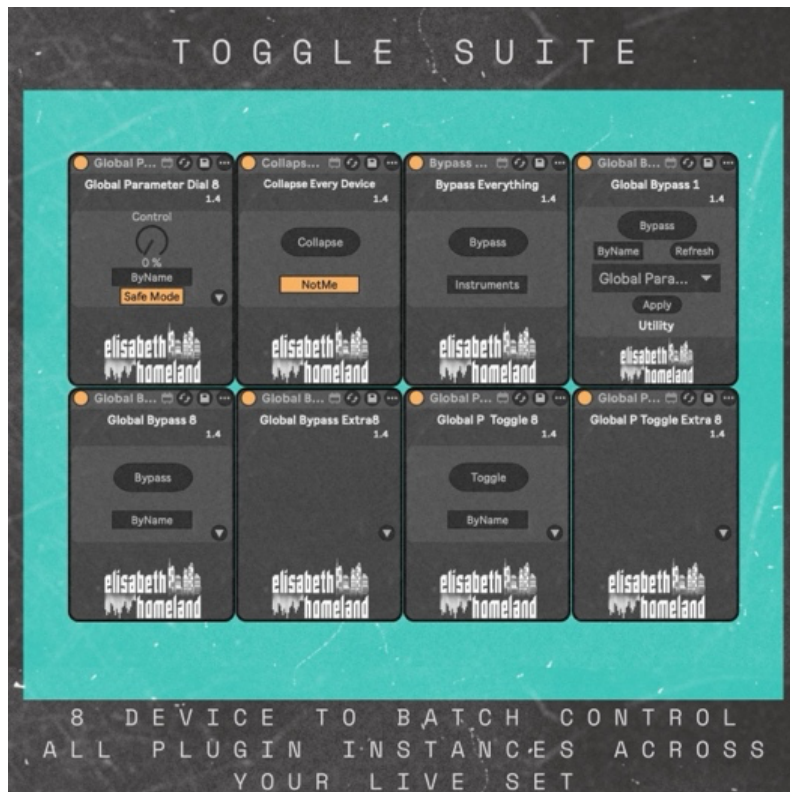 TOGGLE SUITE
Global P...
Global Parameter Dial 8
1.4
Control
0 %
ByName
Safe Mode
elisabeth
homeland
Collaps...
Collapse Every Device
1.4
Collapse
NotMe
elisabeth
homeland
Bypass ...
Bypass Everything
1.4
Bypass
Instruments
elisabeth
homeland
Global B...
Global Bypass 1
1.4
Bypass
ByName Refresh
Global Para...
Apply
Utility
elisabeth
homeland
Global B...
Global Bypass 8
1.4
Bypass
ByName
elisabeth
homeland
Global B...
Global Bypass Extra8
1.4
elisabeth
homeland
Global P...
Global P Toggle 8
1.4
Toggle
ByName
elisabeth
homeland
Global P...
Global P Toggle Extra 8
1.4
elisabeth
homeland
8 DEVICE TO BATCH CONTROL
ALL PLUGIN INSTANCES ACROSS
YOUR LIVE SET